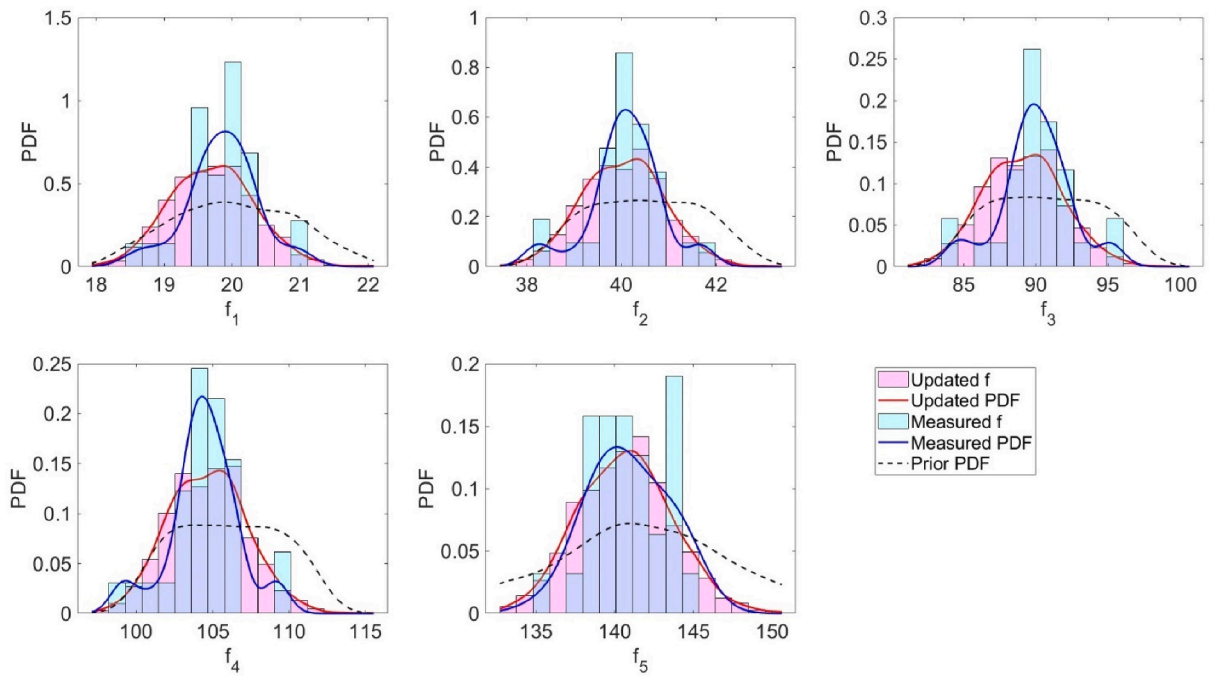 1.5
1
0.5
0
PDF
18 19 20 21 22
f1
1
0.8
0.6
0.4
0.2
0
PDF
38 40 42
f2
0.3
0.25
0.2
0.15
0.1
0.05
0
PDF
85 90 95 100
f3
0.25
0.2
0.15
0.1
0.05
0
PDF
100 105 110 115
f4
0.2
0.15
0.1
0.05
0
PDF
135 140 145 150
f5
Updated f
Updated PDF
Measured f
Measured PDF
Prior PDF